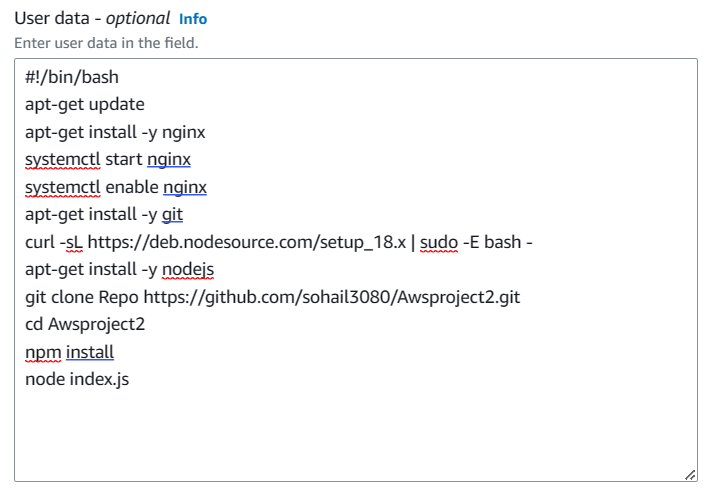 User data - optional Info
Enter user data in the field.
#!/bin/bash
apt-get update
apt-get install -y nginx
systemctl start nginx
systemctl enable nginx
apt-get install -y git
curl -sL https://deb.nodesource.com/setup_18.x | sudo -E bash -
apt-get install -y nodejs
git clone Repo https://github.com/sohail3080/Awsproject2.git
cd Awsproject2
npm install
node index.js